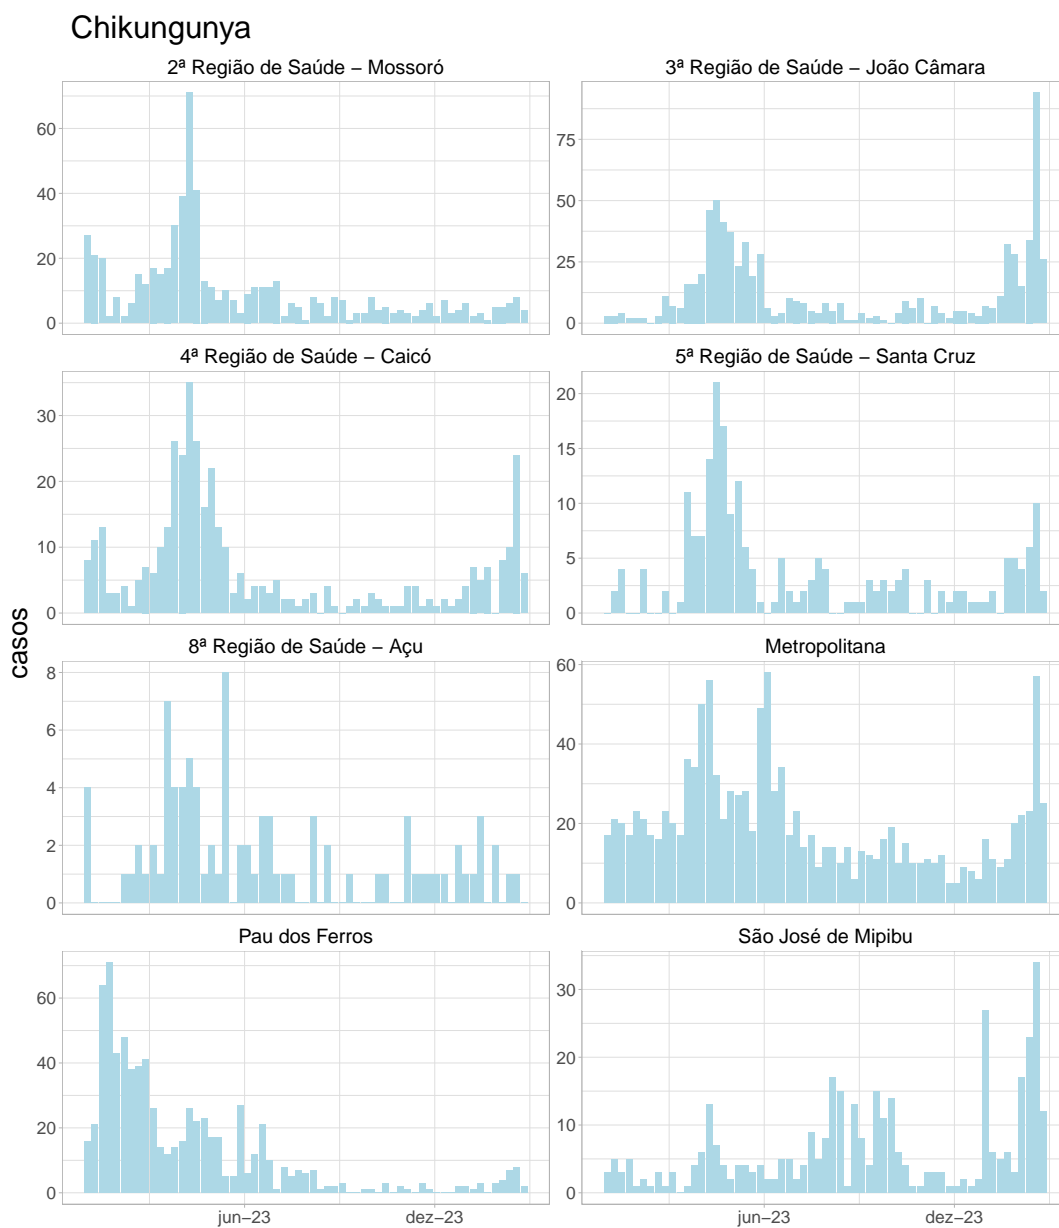 Chikungunya
2ª Região de Saúde – Mossoró
3ª Região de Saúde – João Câmara
60
40
20
0
75
50
25
0
4ª Região de Saúde – Caicó
5ª Região de Saúde – Santa Cruz
30
20
10
0
20
15
10
5
0
casos
8ª Região de Saúde – Açu
Metropolitana
8
6
4
2
0
60
40
20
0
Pau dos Ferros
São José de Mipibu
60
40
20
0
30
20
10
0
jun–23
dez–23
jun–23
dez–23